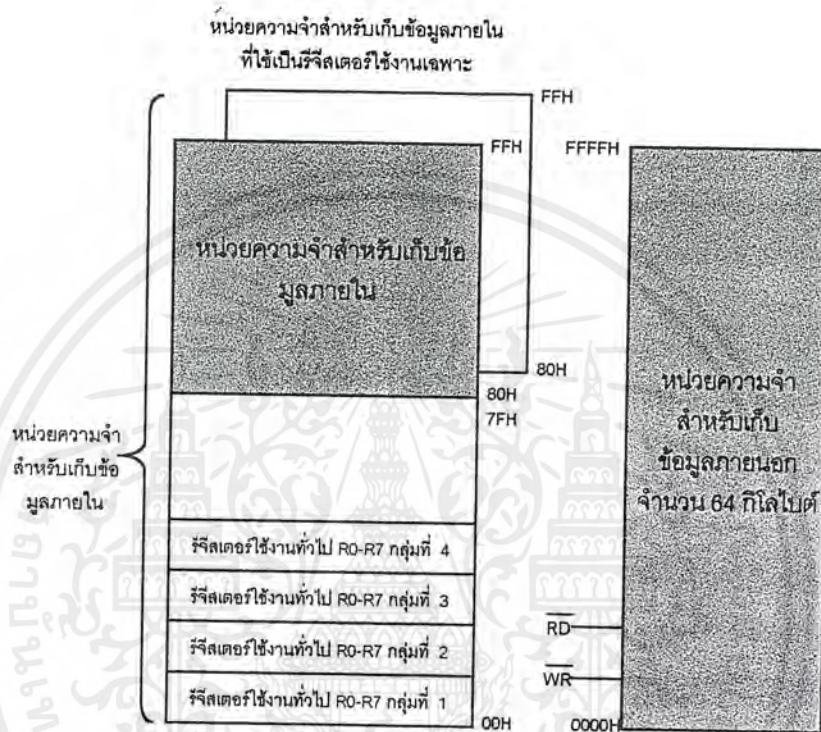 หน่วยความจำสำหรับเก็บข้อมูลภายใน
ที่ใช้เป็นรีจีสเตอร์ใช้งานเฉพาะ
FFH
FFH
FFFFH
หน่วยความจำสำหรับเก็บข้อ
มูลภายใน
80H
80H
7FH
หน่วยความจำ
สำหรับเก็บข้อ
มูลภายใน
หน่วยความจำ
สำหรับเก็บ
ข้อมูลภายนอก
จำนวน 64 กิโลไบต์
รีจีสเตอร์ใช้งานทั่วไป R0-R7 กลุ่มที่ 4
รีจีสเตอร์ใช้งานทั่วไป R0-R7 กลุ่มที่ 3
รีจีสเตอร์ใช้งานทั่วไป R0-R7 กลุ่มที่ 2
รีจีสเตอร์ใช้งานทั่วไป R0-R7 กลุ่มที่ 1
RD
WR
00H
0000H